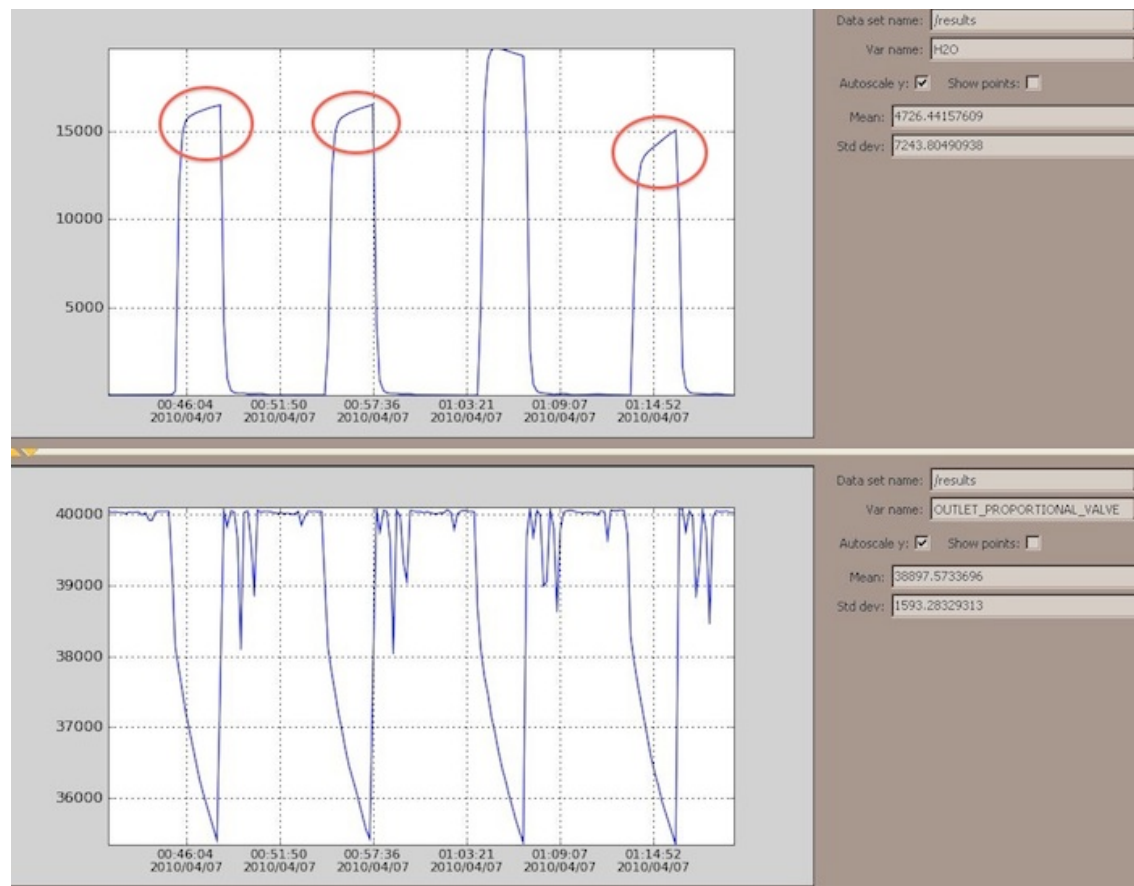 Data set name: /results
Var name: H2O
Autoscale y: Show points:
Mean: 4726.44157609
Std dev: 7243.80490938
15000
10000
5000
00:46:04 00:51:50 00:57:36 01:03:21 01:09:07 01:14:52
2010/04/07 2010/04/07 2010/04/07 2010/04/07 2010/04/07 2010/04/07
Data set name: /results
Var name: OUTLET_PROPORTIONAL_VALVE
Autoscale y: Show points:
Mean: 38897.5733696
Std dev: 1593.28329313
40000
39000
38000
37000
36000
00:46:04 00:51:50 00:57:36 01:03:21 01:09:07 01:14:52
2010/04/07 2010/04/07 2010/04/07 2010/04/07 2010/04/07 2010/04/07